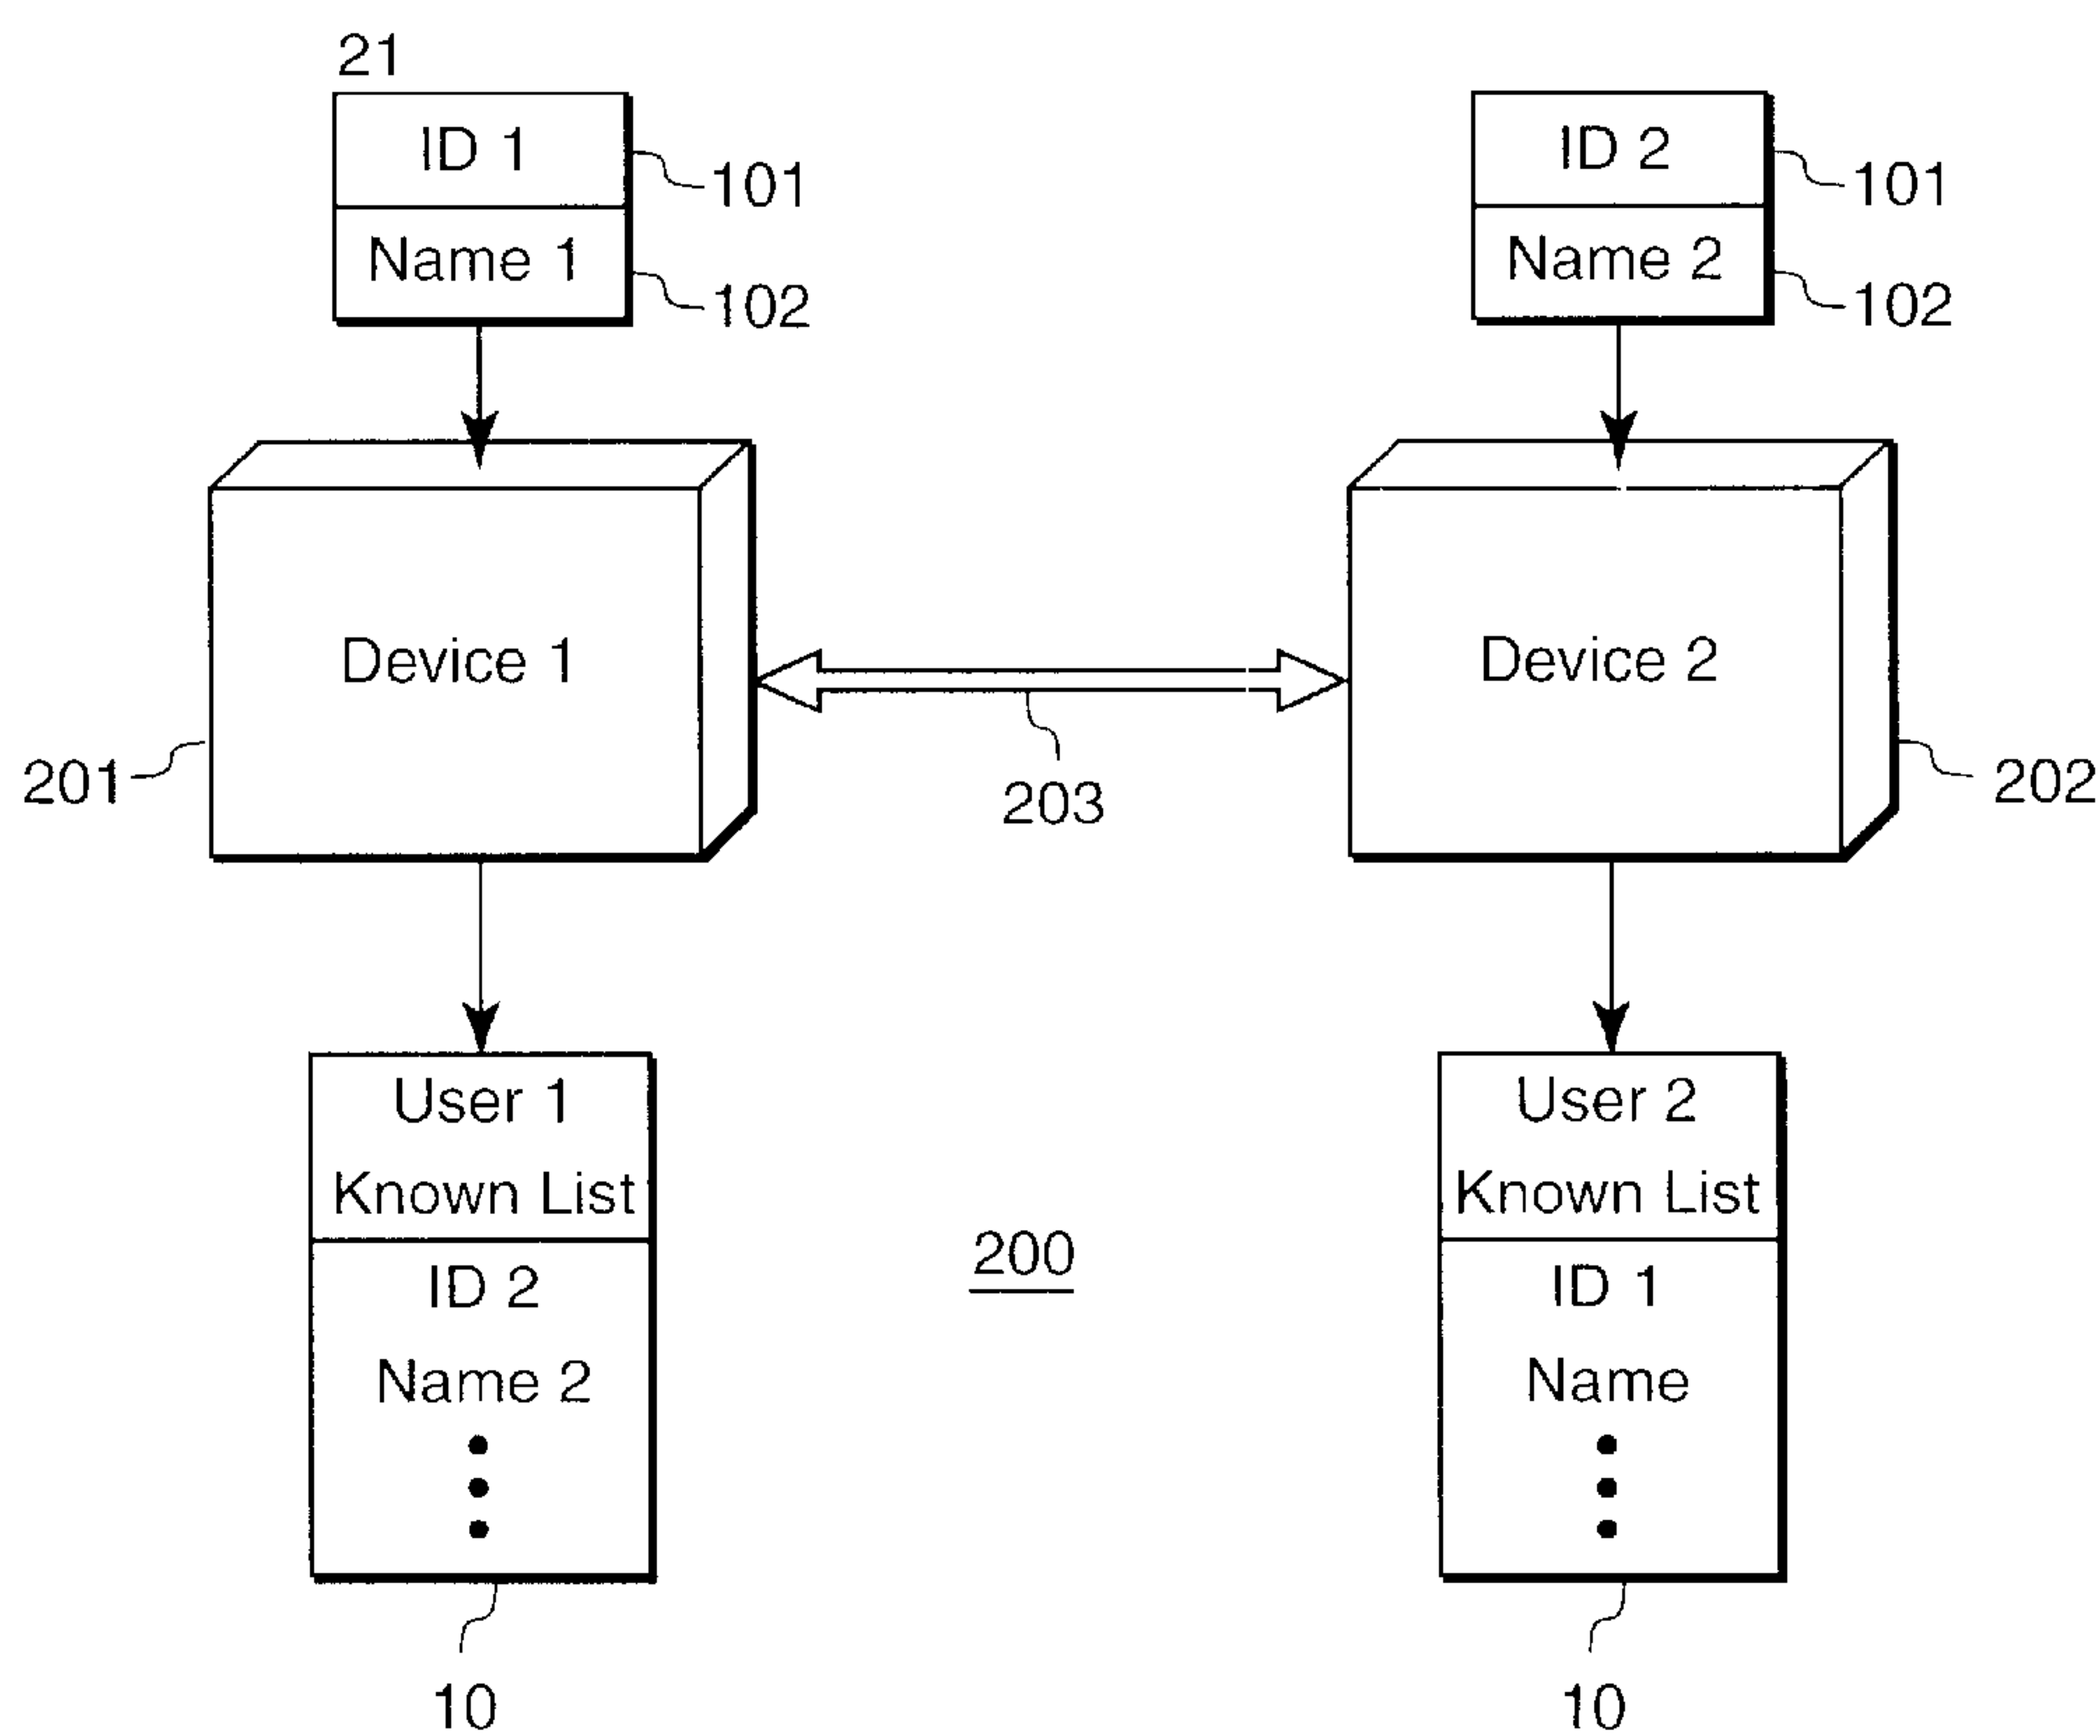 21
ID 1
101
Name 1
102
ID 2
101
Name 2
102
Device 1
201
203
Device 2
202
User 1
Known List
ID 2
Name 2
10
200
User 2
Known List
ID 1
Name
10